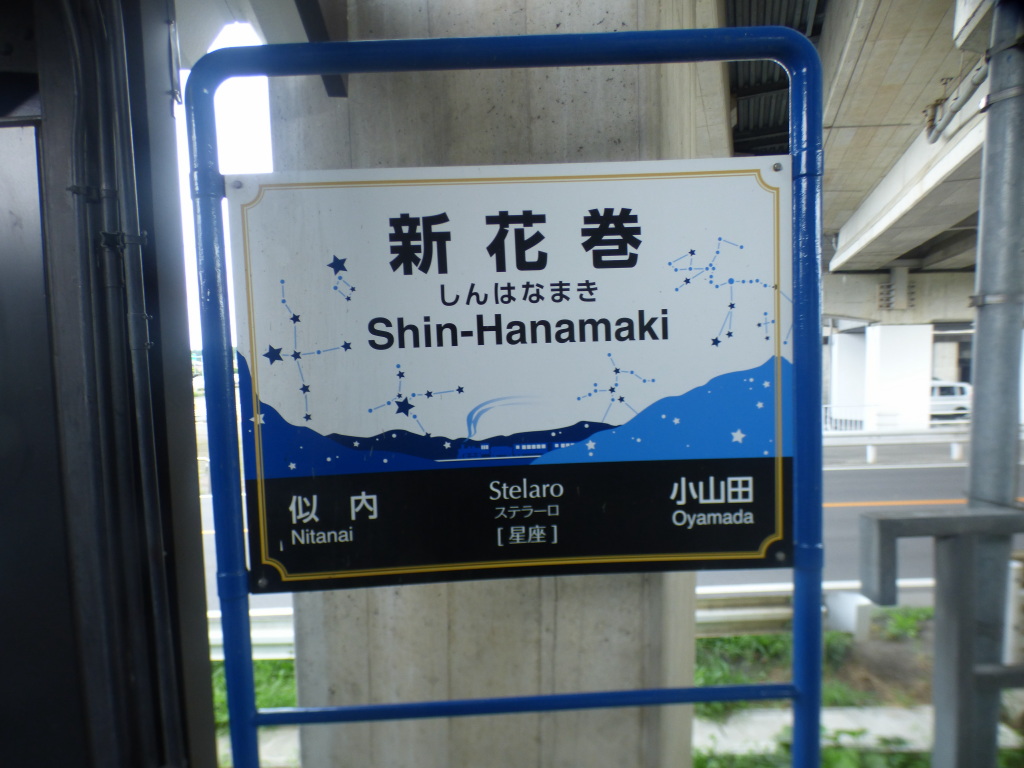 新花巻
しんはなまき
Shin-Hanamaki
似内
Nitanai
Stelaro
ステラーロ
[星座]
小山田
Oyamada